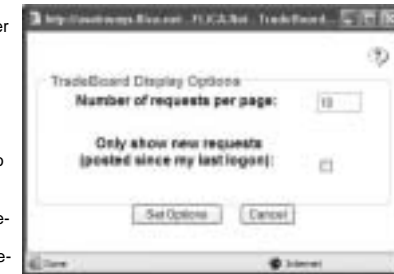 er
TradeBoard Display Options
Number of requests per page:
10
Only show new requests
(posted since my last logon):
o
Set Options
Cancel
e-
e-
Done
Internet